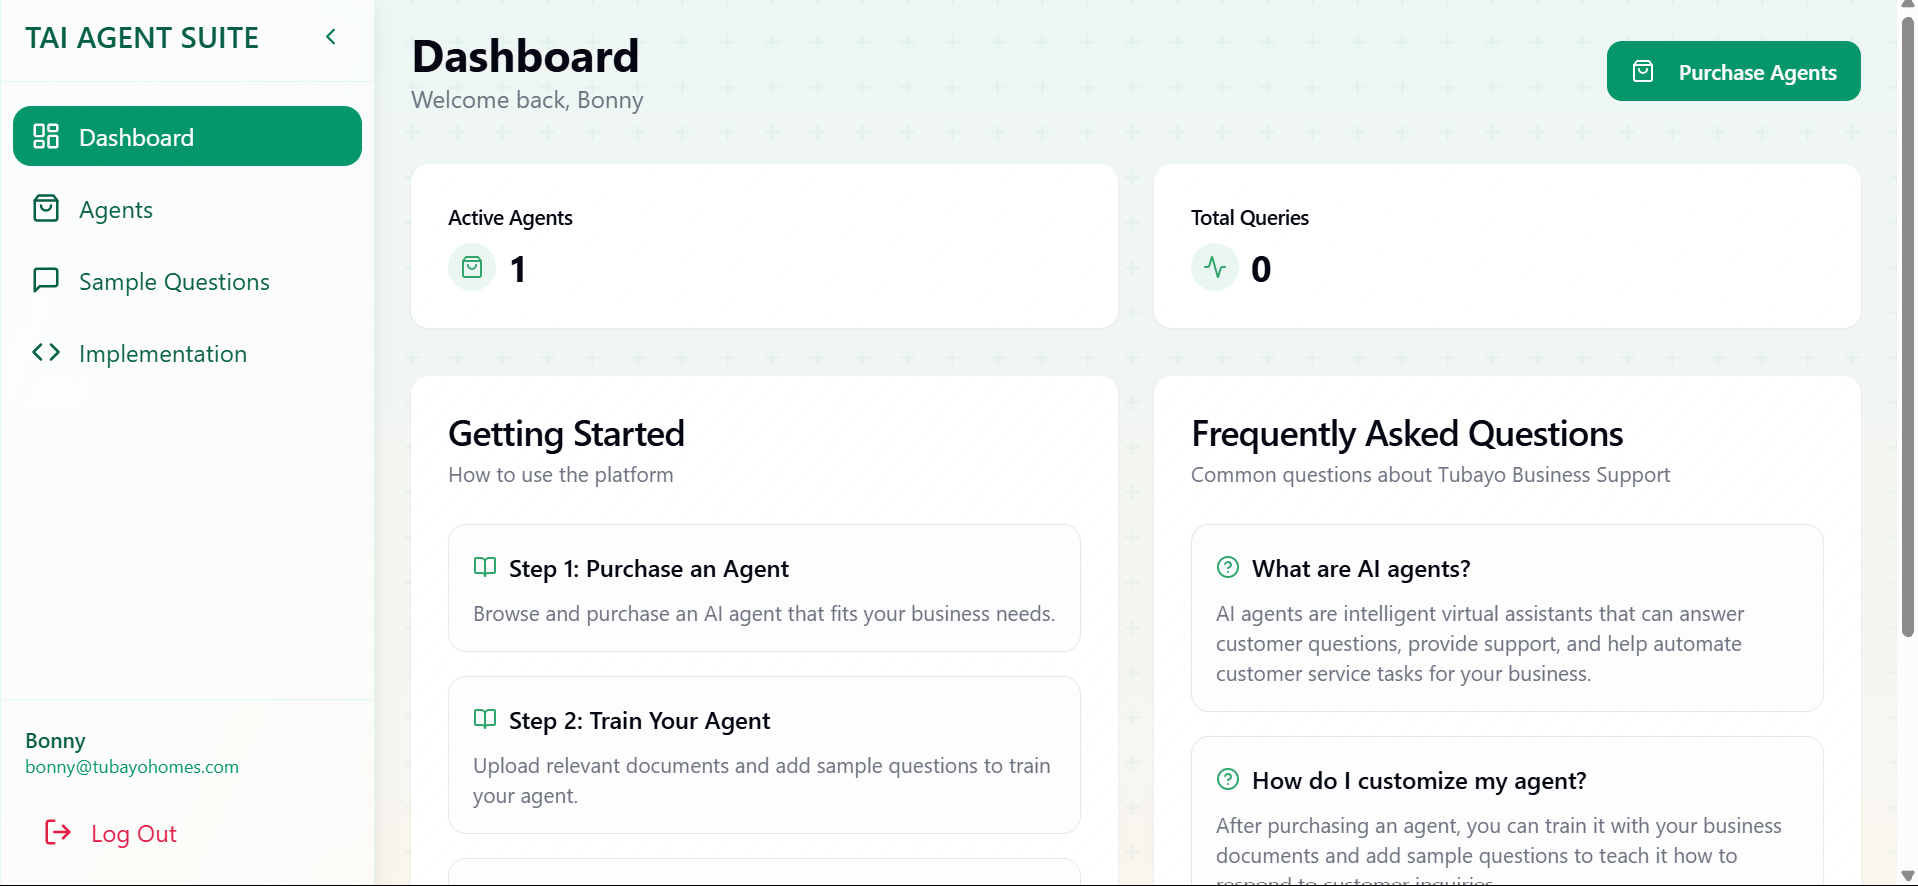 TAI AGENT SUITE
Dashboard
Agents
Sample Questions
Implementation
Bonny
bonny@tubayohomes.com
Log Out
Dashboard
Welcome back, Bonny
Purchase Agents
Active Agents
1
Total Queries
0
Getting Started
How to use the platform
Step 1: Purchase an Agent
Browse and purchase an AI agent that fits your business needs.
Step 2: Train Your Agent
Upload relevant documents and add sample questions to train
your agent.
Frequently Asked Questions
Common questions about Tubayo Business Support
What are AI agents?
AI agents are intelligent virtual assistants that can answer
customer questions, provide support, and help automate
customer service tasks for your business.
How do I customize my agent?
After purchasing an agent, you can train it with your business
documents and add sample questions to teach it how to
respond to customer inquiries.